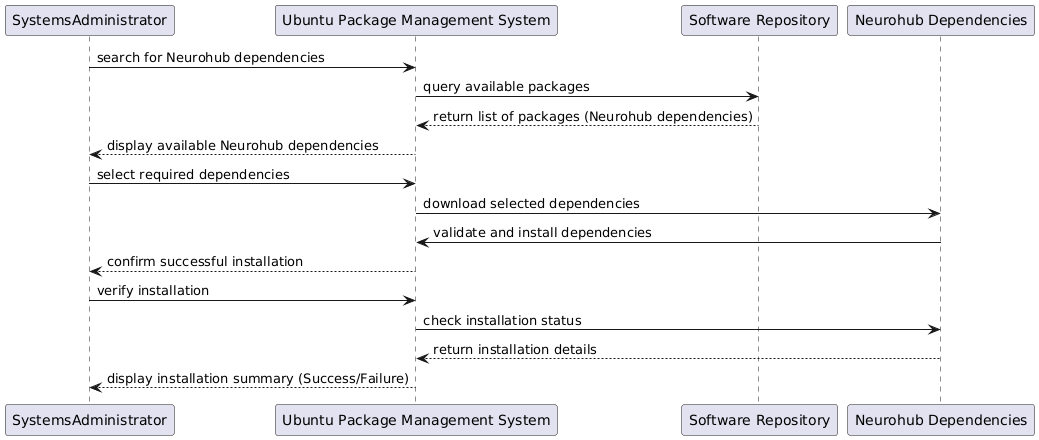 SystemsAdministrator
Ubuntu Package Management System
Software Repository
Neurohub Dependencies
search for Neurohub dependencies
query available packages
return list of packages (Neurohub dependencies)
display available Neurohub dependencies
select required dependencies
download selected dependencies
validate and install dependencies
confirm successful installation
verify installation
check installation status
return installation details
display installation summary (Success/Failure)
SystemsAdministrator
Ubuntu Package Management System
Software Repository
Neurohub Dependencies